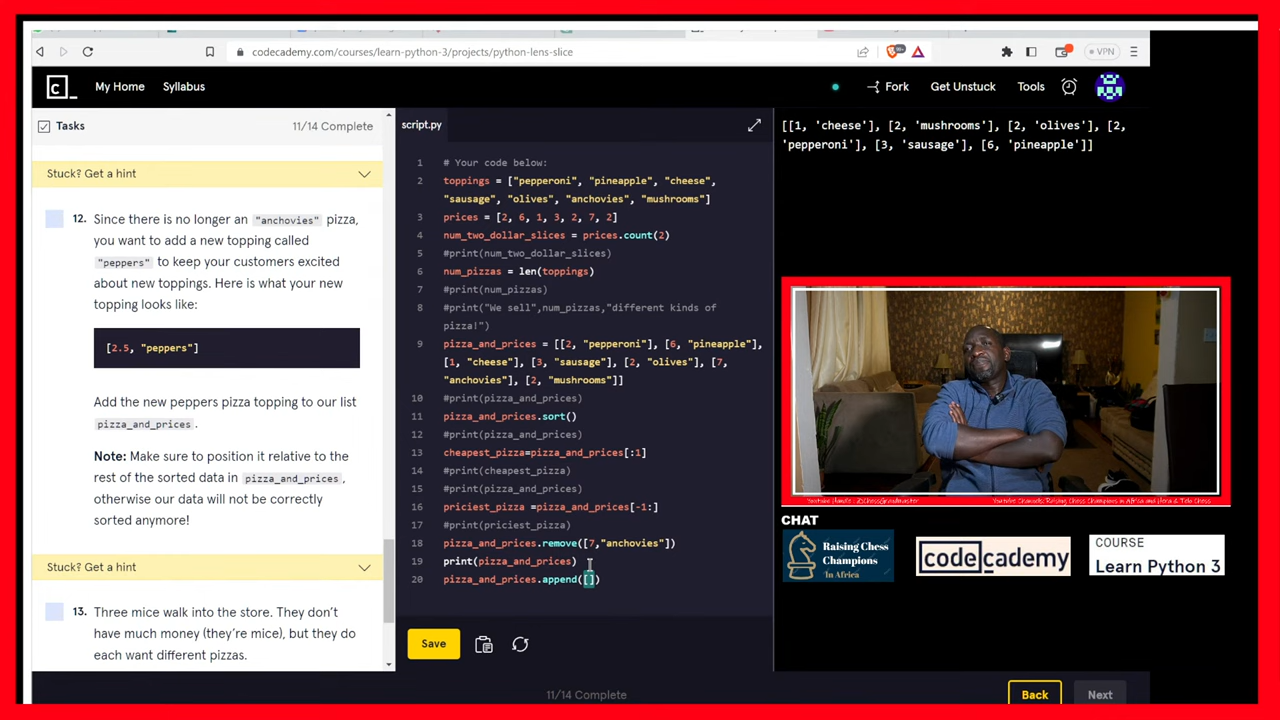 codecademy.com/courses/learn-python-3/projects/python-lens-slice
99+
VPN
C_
My Home
Syllabus
Fork
Get Unstuck
Tools
Tasks
11/14 Complete
Stuck? Get a hint
12. Since there is no longer an "anchovies" pizza,
you want to add a new topping called
"peppers" to keep your customers excited
about new toppings. Here is what your new
topping looks like:
[2.5, "peppers"]
Add the new peppers pizza topping to our list
pizza_and_prices.
Note: Make sure to position it relative to the
rest of the sorted data in pizza_and_prices,
otherwise our data will not be correctly
sorted anymore!
Stuck? Get a hint
13. Three mice walk into the store. They don't
have much money (they're mice), but they do
each want different pizzas.
script.py
1 # Your code below:
2 toppings = ["pepperoni", "pineapple", "cheese",
"sausage", "olives", "anchovies", "mushrooms"]
3 prices = [2, 6, 1, 3, 2, 7, 2]
4 num_two_dollar_slices = prices.count(2)
5 #print(num_two_dollar_slices)
6 num_pizzas = len(toppings)
7 #print(num_pizzas)
8 #print("We sell",num_pizzas,"different kinds of
pizza!")
9 pizza_and_prices = [[2, "pepperoni"], [6, "pineapple"],
[1, "cheese"], [3, "sausage"], [2, "olives"], [7,
"anchovies"], [2, "mushrooms"]]
10 #print(pizza_and_prices)
11 pizza_and_prices.sort()
12 #print(pizza_and_prices)
13 cheapest_pizza=pizza_and_prices[:1]
14 #print(cheapest_pizza)
15 #print(pizza_and_prices)
16 priciest_pizza =pizza_and_prices[-1:]
17 #print(priciest_pizza)
18 pizza_and_prices.remove([7,"anchovies"])
19 print(pizza_and_prices)
20 pizza_and_prices.append([])
Save
[[1, 'cheese'], [2, 'mushrooms'], [2, 'olives'], [2,
'pepperoni'], [3, 'sausage'], [6, 'pineapple']]
CHAT
Raising Chess
Champions
In Africa
codecademy
COURSE
Learn Python 3
11/14 Complete
Back
Next